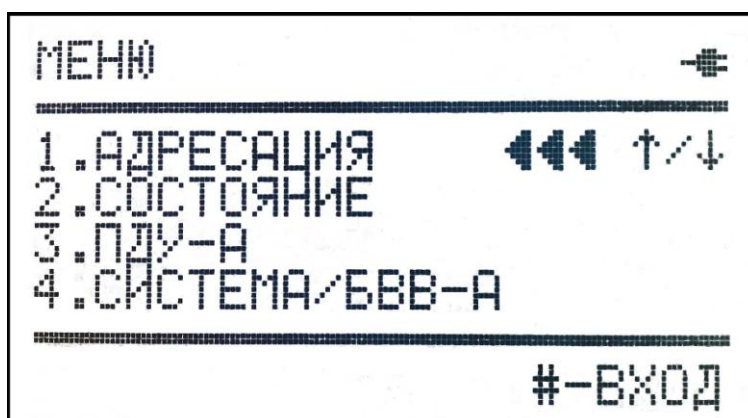 МЕНЮ
1.АДРЕСАЦИЯ ◀◀◀ ↑/↓
2.СОСТОЯНИЕ
3.ПДУ-А
4.СИСТЕМА/БВВ-А
#-ВХОД